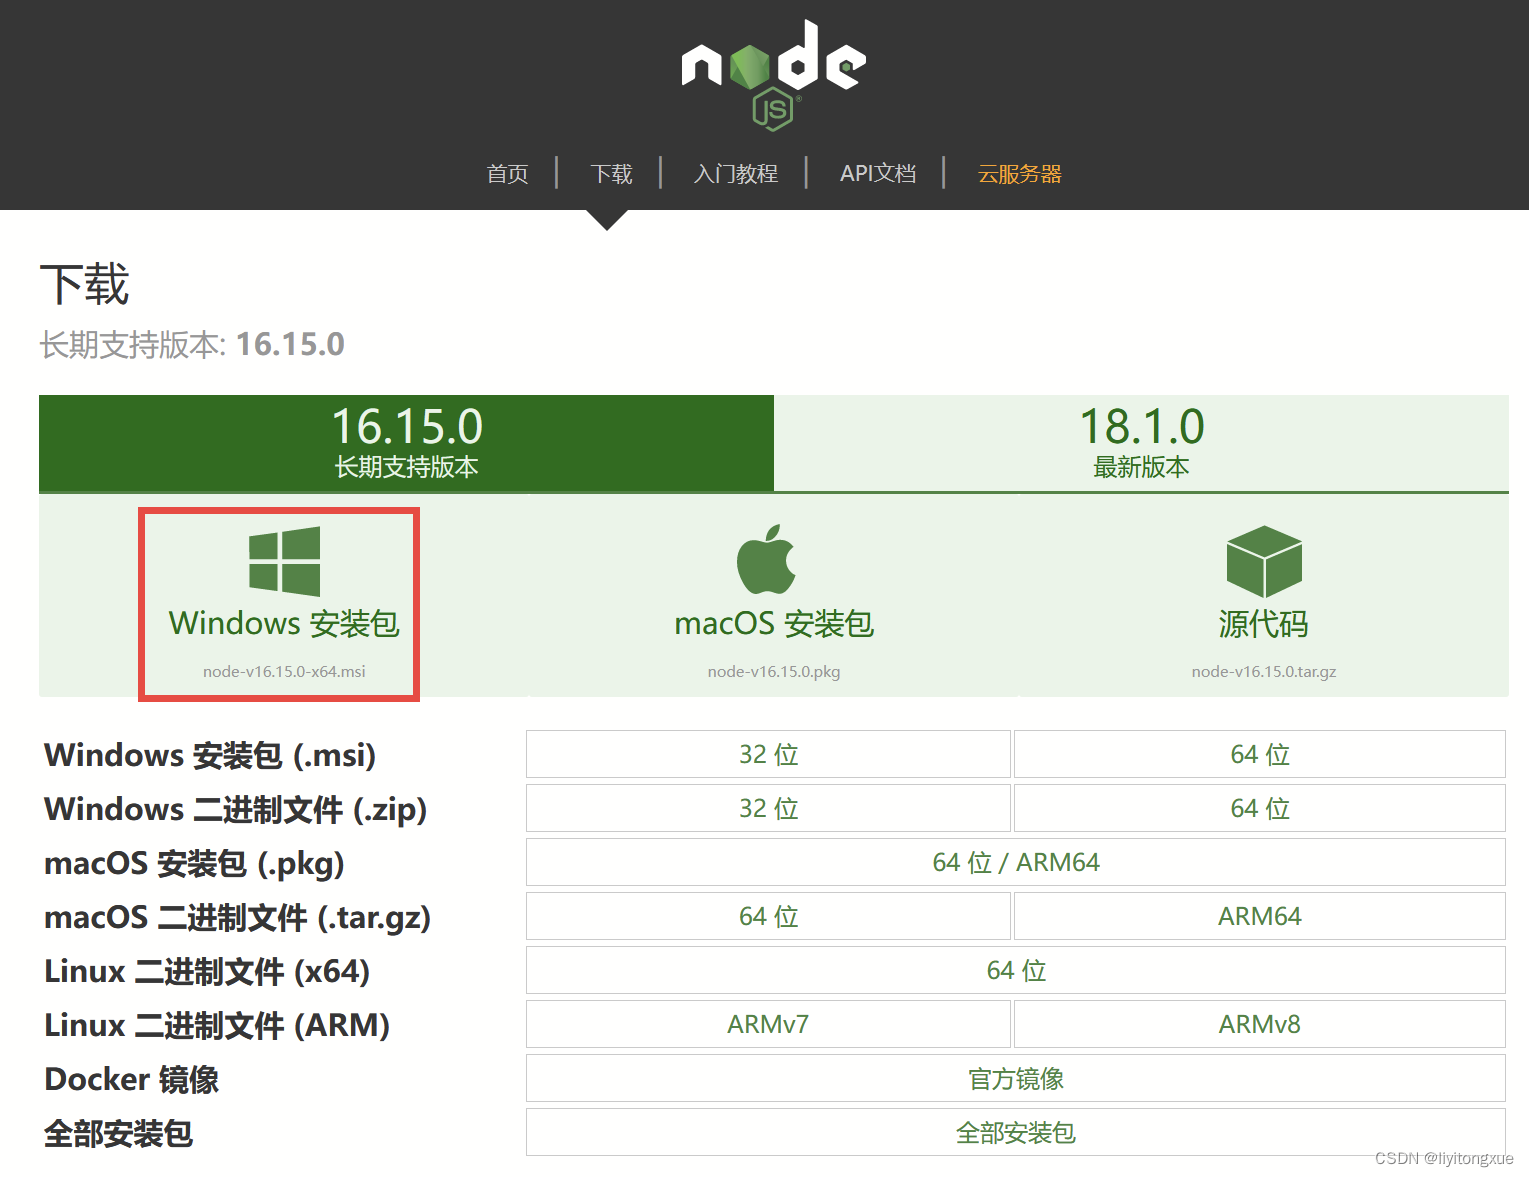 node
JS®
首页 | 下载 | 入门教程 | API文档 | 云服务器
下载
长期支持版本: 16.15.0
16.15.0
长期支持版本
18.1.0
最新版本
Windows 安装包
node-v16.15.0-x64.msi
macOS 安装包
node-v16.15.0.pkg
源代码
node-v16.15.0.tar.gz
Windows 安装包 (.msi) 32 位 64 位
Windows 二进制文件 (.zip) 32 位 64 位
macOS 安装包 (.pkg) 64 位 / ARM64
macOS 二进制文件 (.tar.gz) 64 位 ARM64
Linux 二进制文件 (x64) 64 位
Linux 二进制文件 (ARM) ARMv7 ARMv8
Docker 镜像 官方镜像
全部安装包 全部安装包
CSDN @liyitongxue